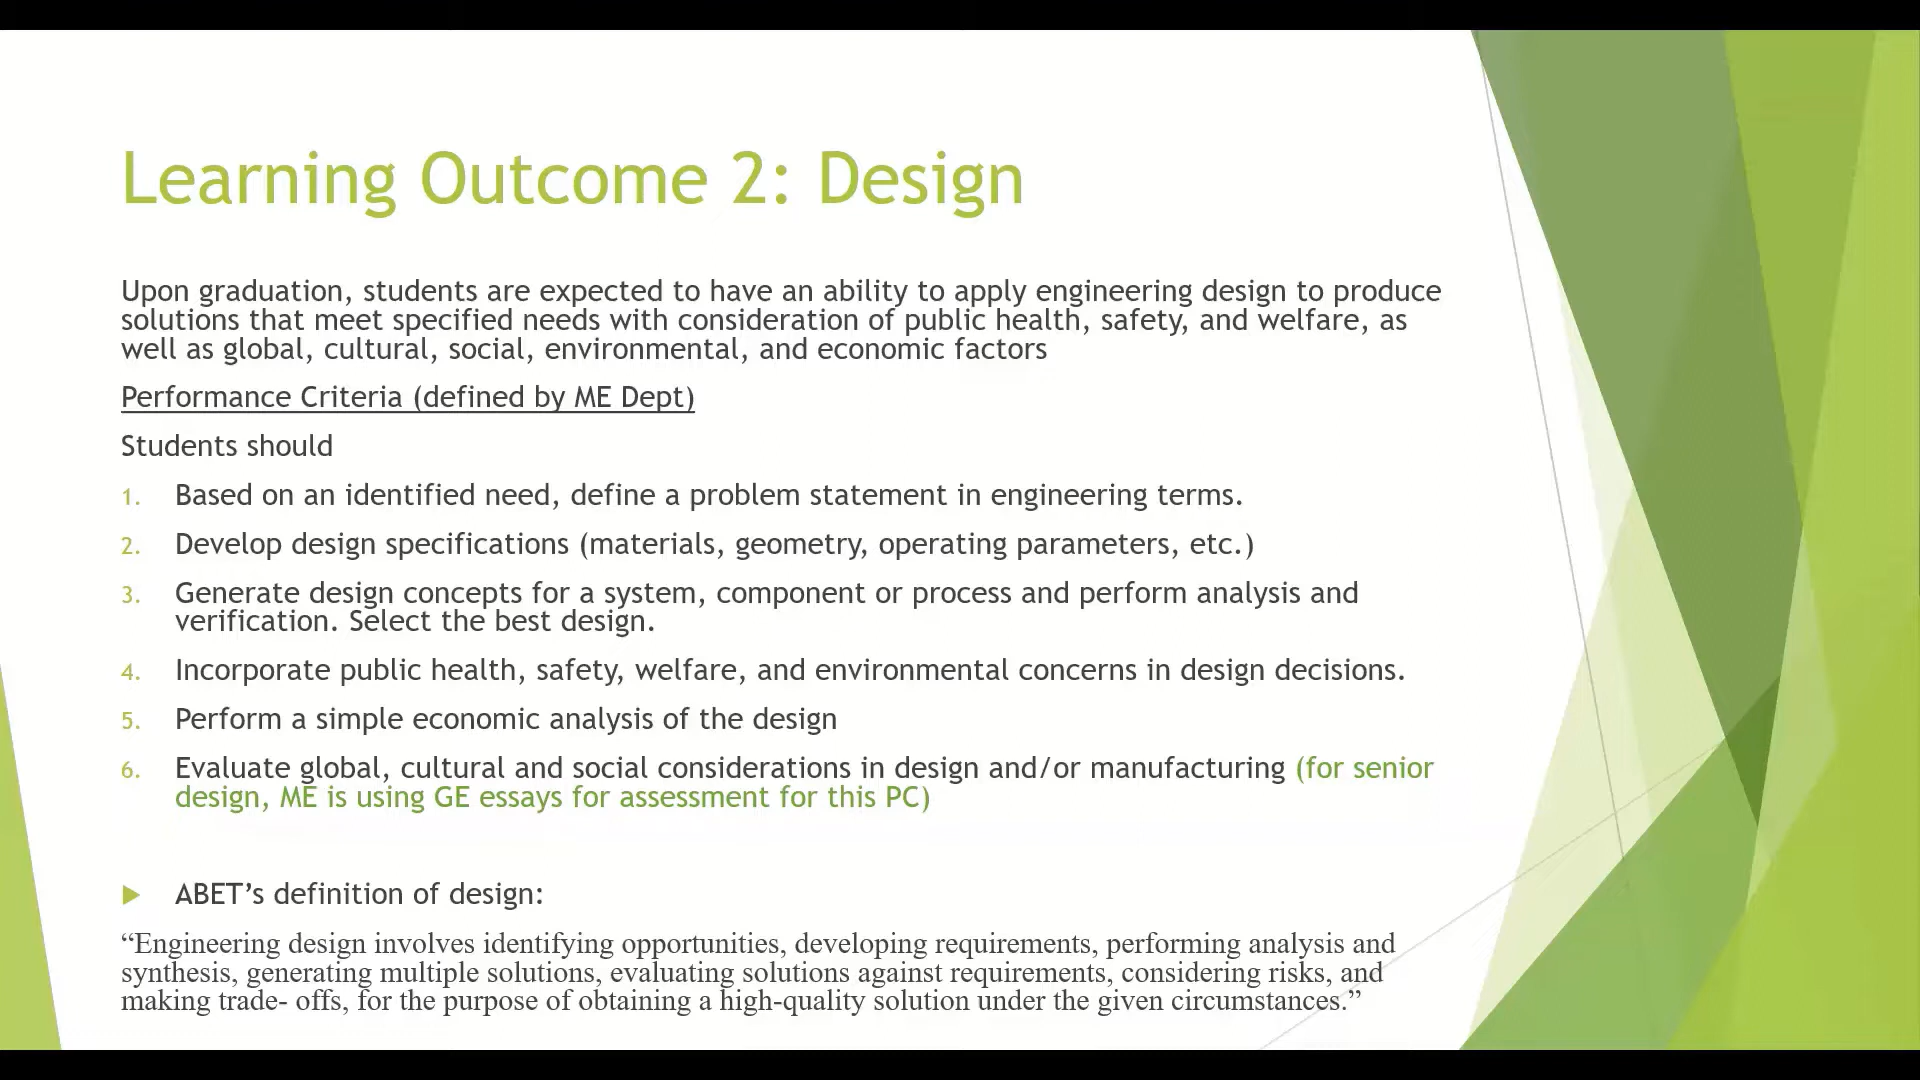 Learning Outcome 2: Design
Upon graduation, students are expected to have an ability to apply engineering design to produce
solutions that meet specified needs with consideration of public health, safety, and welfare, as
well as global, cultural, social, environmental, and economic factors
Performance Criteria (defined by ME Dept)
Students should
1. Based on an identified need, define a problem statement in engineering terms.
2. Develop design specifications (materials, geometry, operating parameters, etc.)
3. Generate design concepts for a system, component or process and perform analysis and
verification. Select the best design.
4. Incorporate public health, safety, welfare, and environmental concerns in design decisions.
5. Perform a simple economic analysis of the design
6. Evaluate global, cultural and social considerations in design and/or manufacturing (for senior
design, ME is using GE essays for assessment for this PC)
ABET’s definition of design:
“Engineering design involves identifying opportunities, developing requirements, performing analysis and
synthesis, generating multiple solutions, evaluating solutions against requirements, considering risks, and
making trade- offs, for the purpose of obtaining a high-quality solution under the given circumstances.”